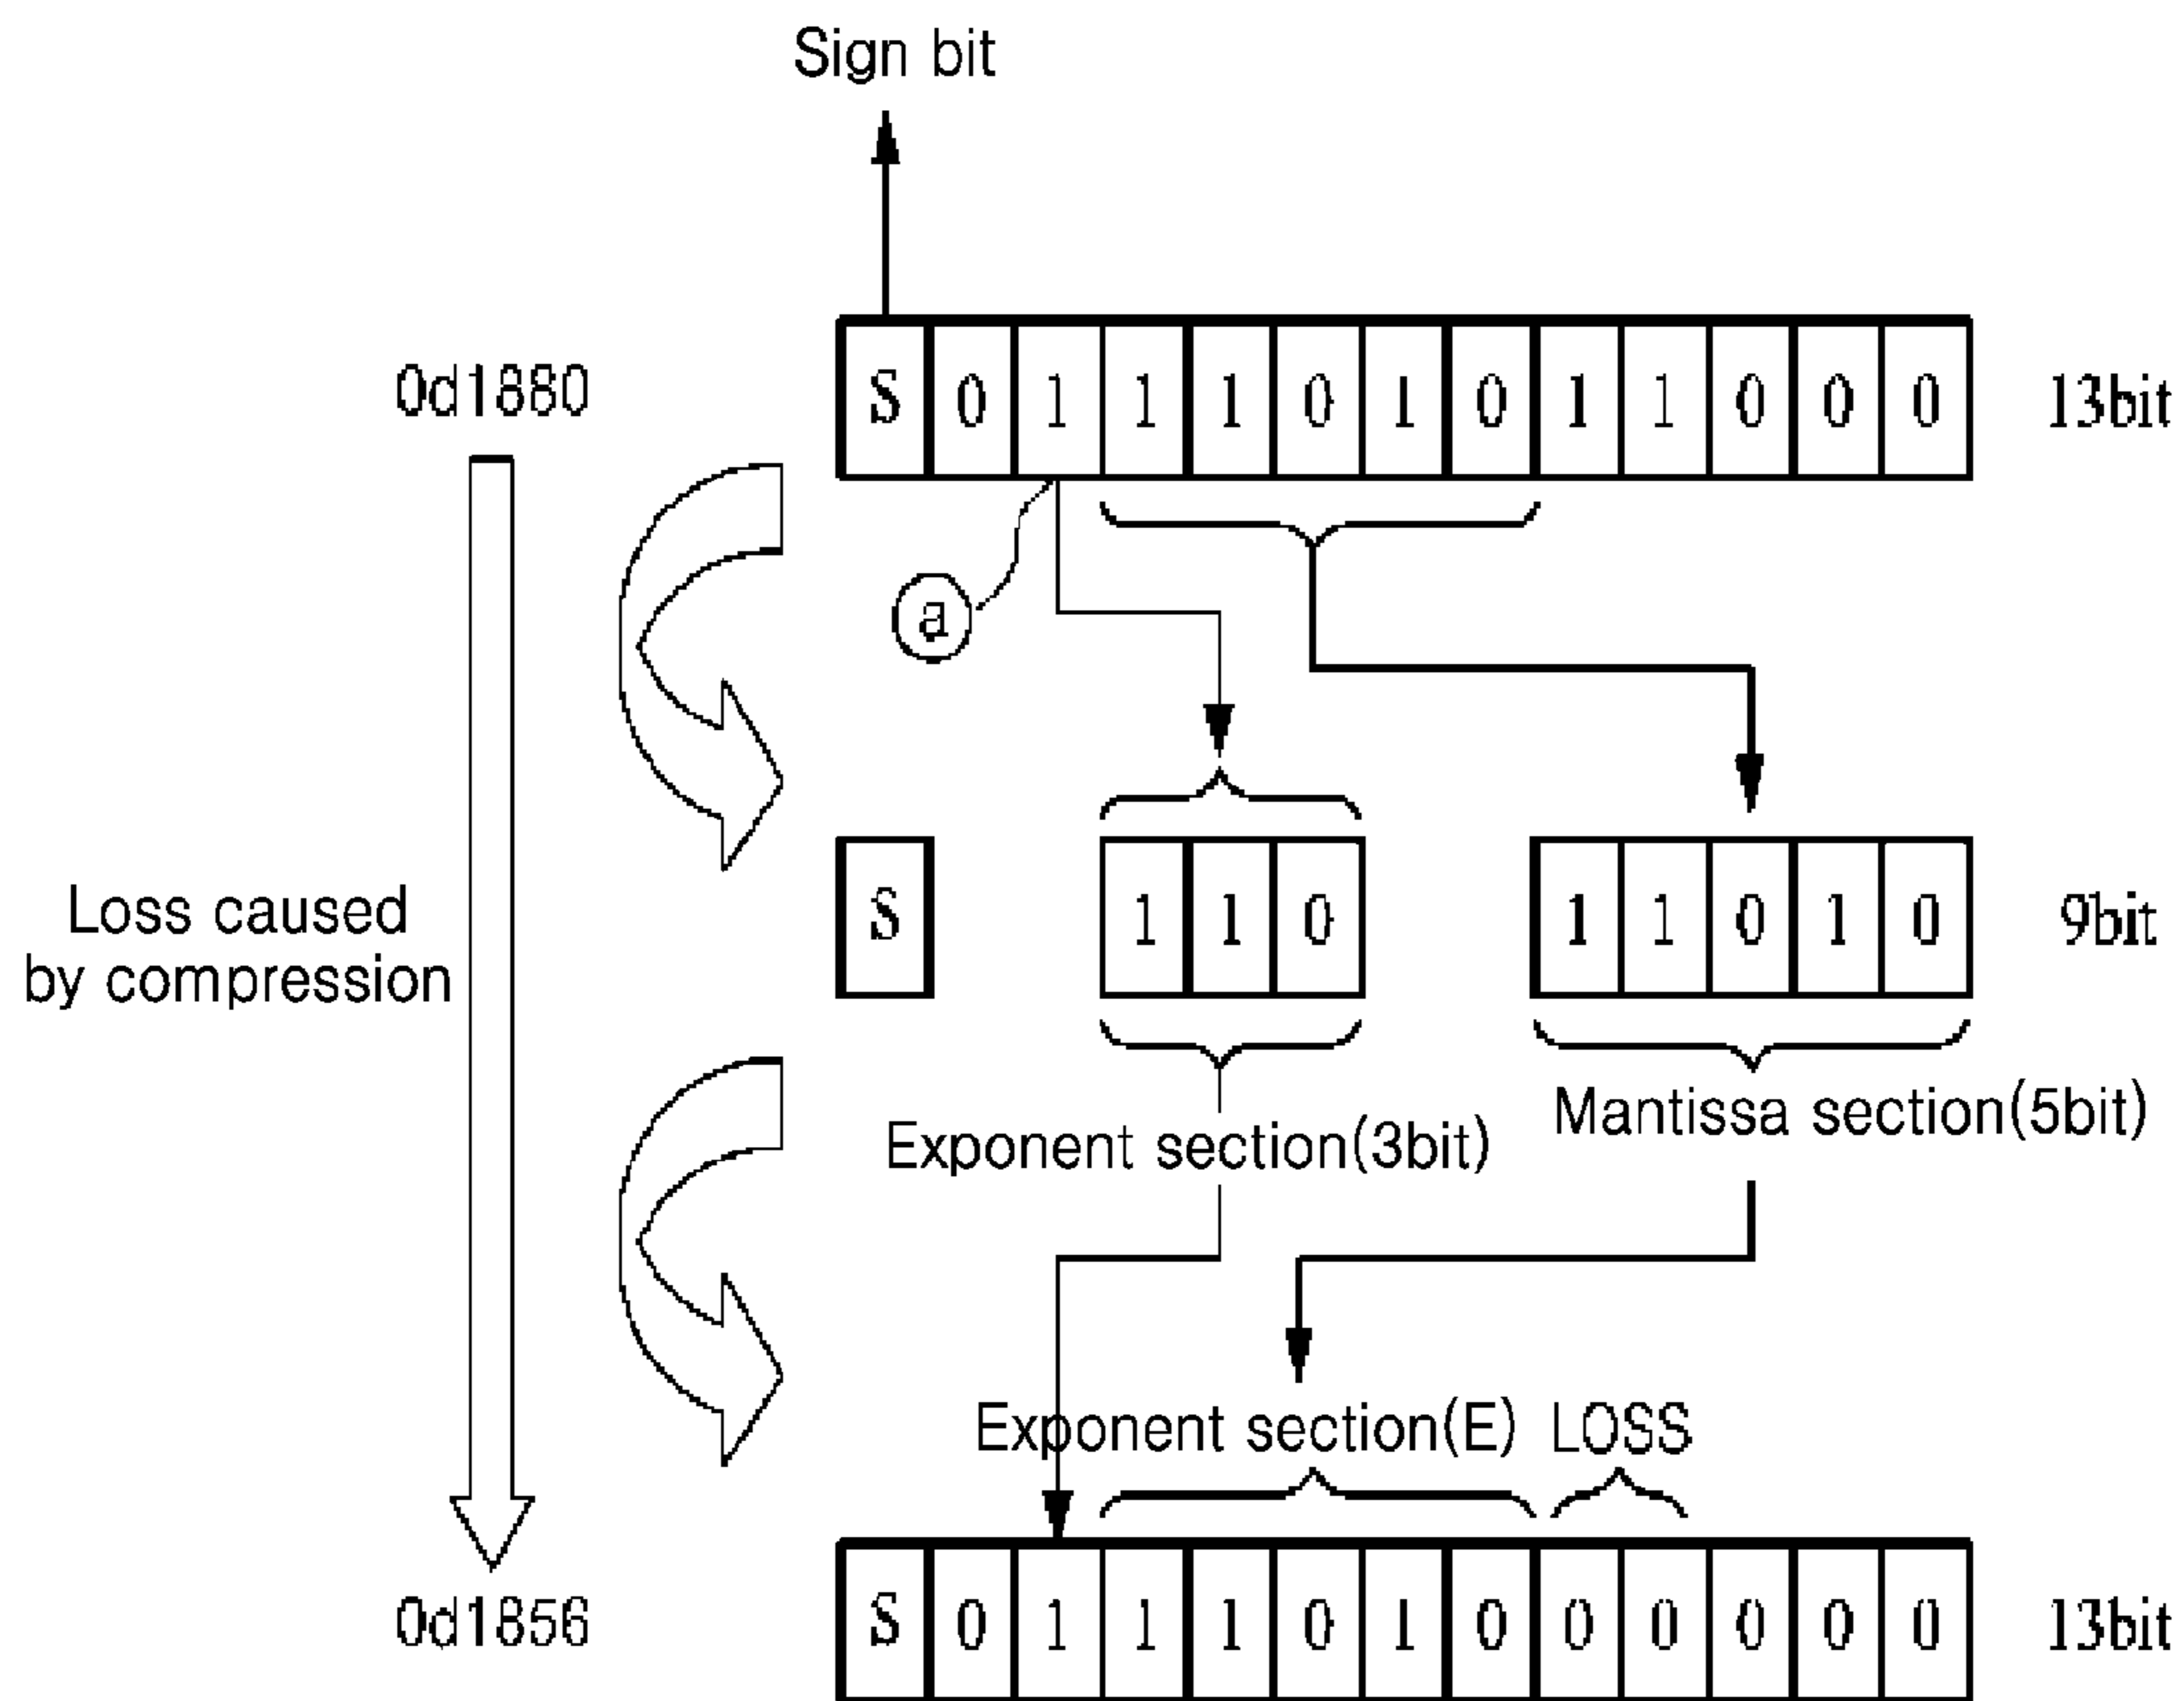 Sign bit
0d1880
S 0 1 1 1 0 1 0 1 1 0 0 0
13bit
a
S
1 1 0
1 1 0 1 0
9bit
Loss caused
by compression
Mantissa section(5bit)
Exponent section(3bit)
Exponent section(E)
LOSS
0d1856
S 0 1 1 1 0 1 0 0 0 0 0 0
13bit